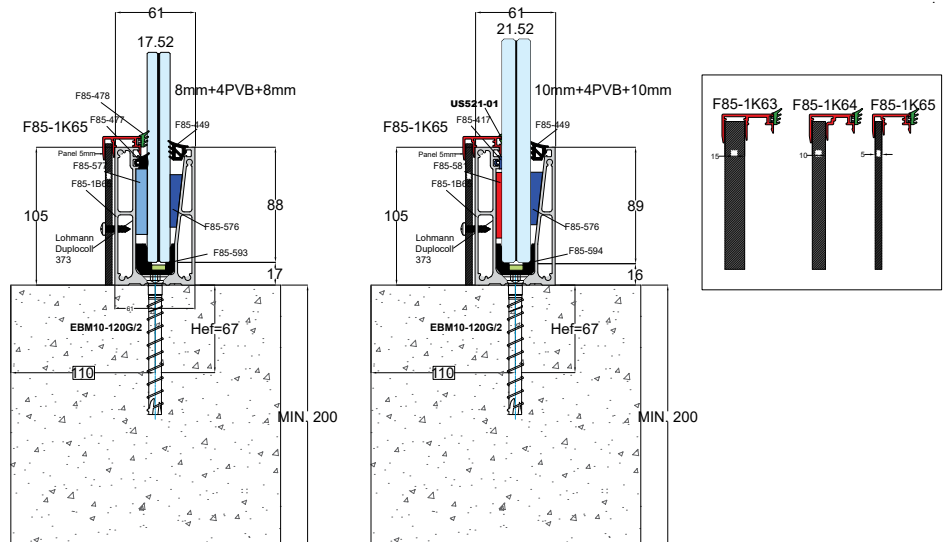 61
17.52
8mm+4PVB+8mm
F85-478
F85-477
F85-1K65
F85-449
Panel 5mm
F85-577
F85-1B66
105
88
F85-576
Lohmann
Duplocoll
373
F85-593
17
61
EBM10-120G/2
Hef=67
110
MIN. 200
61
21.52
10mm+4PVB+10mm
US521-01
F85-417
F85-1K65
F85-449
Panel 5mm
F85-1B66
105
89
F85-576
Lohmann
Duplocoll
373
F85-594
16
EBM10-120G/2
Hef=67
110
MIN. 200
F85-1K63
F85-1K64
F85-1K65
15
10
5